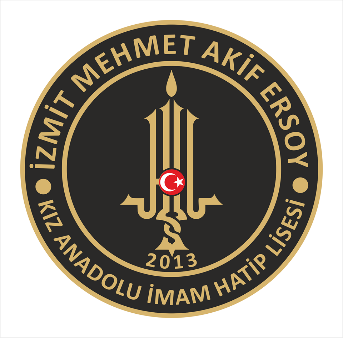 İZMİT MEHMET AKİF ERSOY
KIZ ANADOLU İMAM HATİP LİSESİ
2013